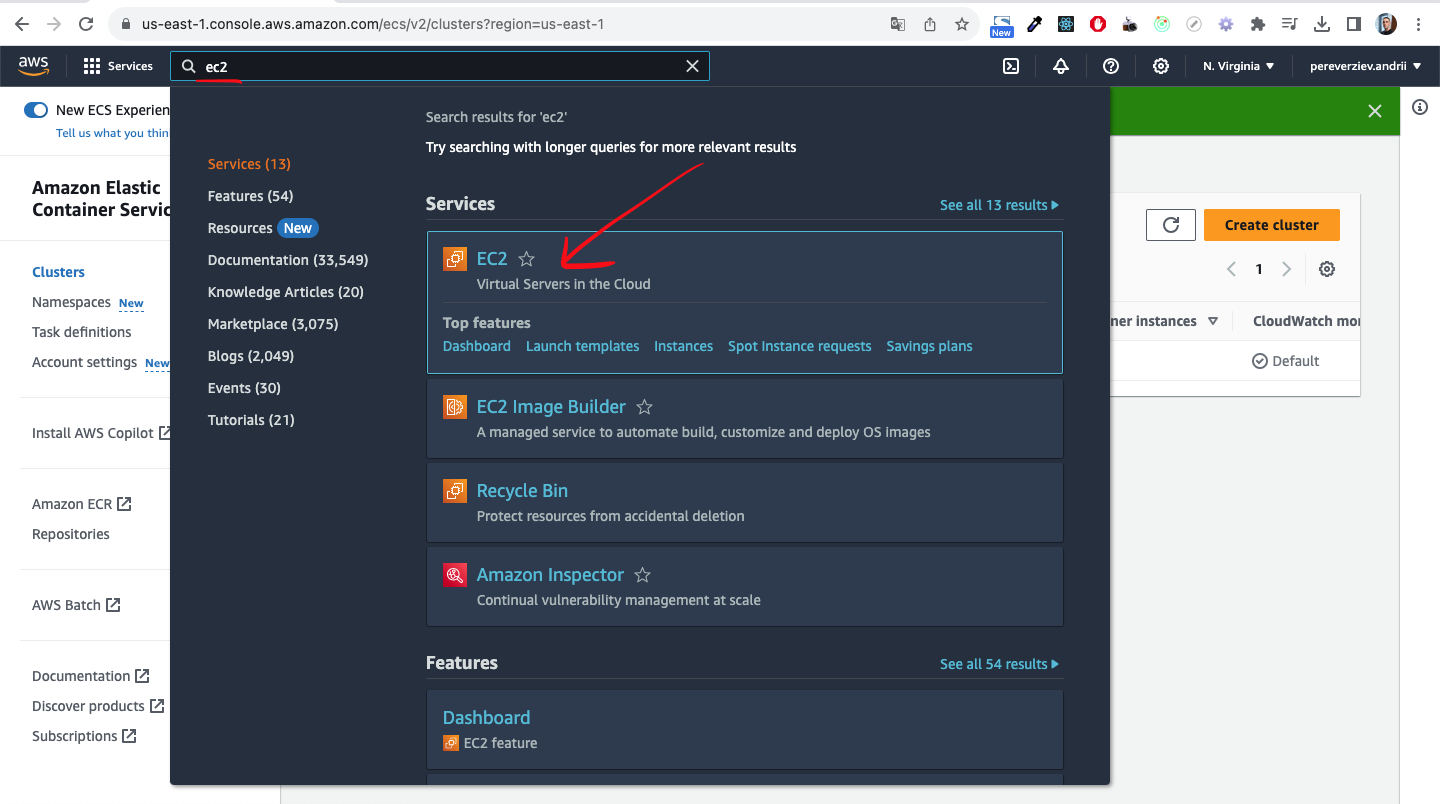 us-east-1.console.aws.amazon.com/ecs/v2/clusters?region=us-east-1
New
aws
Services
ec2
N. Virginia
pereverziev.andrii
New ECS Experien
Tell us what you thin
Amazon Elastic
Container Servic
Clusters
Namespaces New
Task definitions
Account settings New
Install AWS Copilot
Amazon ECR
Repositories
AWS Batch
Documentation
Discover products
Subscriptions
Services (13)
Features (54)
Resources New
Documentation (33,549)
Knowledge Articles (20)
Marketplace (3,075)
Blogs (2,049)
Events (30)
Tutorials (21)
Search results for 'ec2'
Try searching with longer queries for more relevant results
Services
See all 13 results
EC2
Virtual Servers in the Cloud
Top features
Dashboard Launch templates Instances Spot Instance requests Savings plans
EC2 Image Builder
A managed service to automate build, customize and deploy OS images
Recycle Bin
Protect resources from accidental deletion
Amazon Inspector
Continual vulnerability management at scale
Features
See all 54 results
Dashboard
EC2 feature
Create cluster
1
ner instances
CloudWatch mor
Default